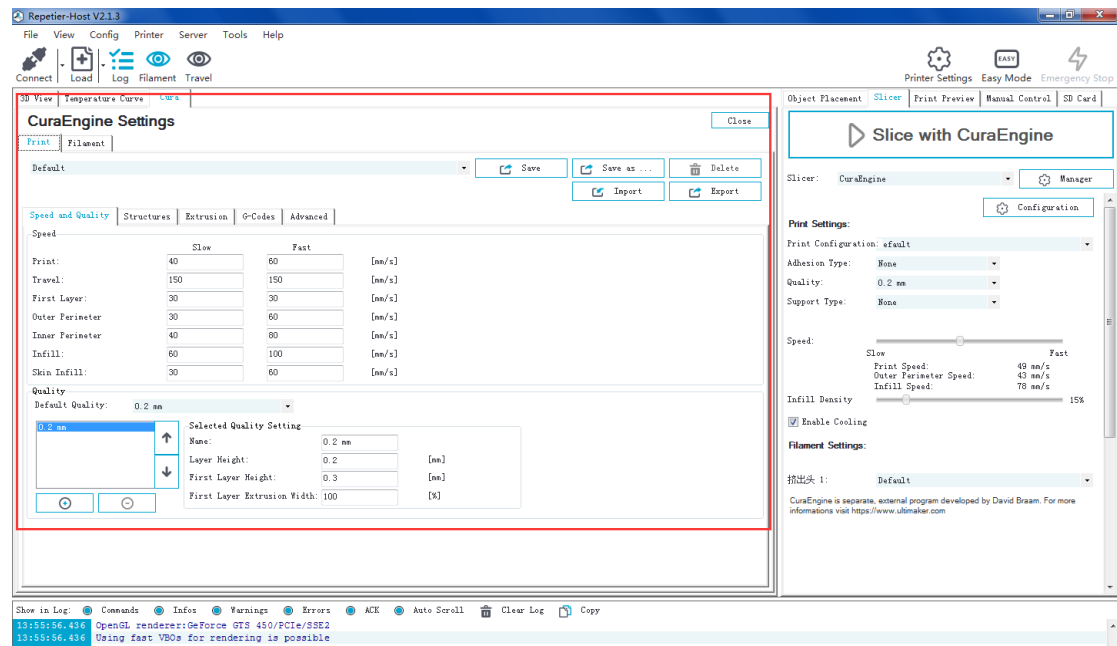 Repetier-Host V2.1.3
File View Config Printer Server Tools Help
Connect Load Log Filament Travel
EASY
Printer Settings Easy Mode Emergency Stop
3D View Temperature Curve Cura
CuraEngine Settings
Close
Print Filament
Default
Save Save as ... Delete
Import Export
Speed and Quality Structures Extrusion G-Codes Advanced
Speed
Slow Fast
Print: 40 60 [mm/s]
Travel: 150 150 [mm/s]
First Layer: 30 30 [mm/s]
Outer Perimeter 30 60 [mm/s]
Inner Perimeter 40 80 [mm/s]
Infill: 60 100 [mm/s]
Skin Infill: 30 60 [mm/s]
Quality
Default Quality: 0.2 mm
0.2 mm
Selected Quality Setting
Name: 0.2 mm
Layer Height: 0.2 [mm]
First Layer Height: 0.3 [mm]
First Layer Extrusion Width: 100 [%]
Object Placement Slicer Print Preview Manual Control SD Card
Slice with CuraEngine
Slicer: CuraEngine Manager
Configuration
Print Settings:
Print Configuration: efault
Adhesion Type: None
Quality: 0.2 mm
Support Type: None
Speed:
Slow Fast
Print Speed: 49 mm/s
Outer Perimeter Speed: 43 mm/s
Infill Speed: 78 mm/s
Infill Density 15%
Enable Cooling
Filament Settings:
挤出头 1: Default
CuraEngine is separate, external program developed by David Braam. For more
informations visit https://www.ultimaker.com
Show in Log: Commands Infos Warnings Errors ACK Auto Scroll Clear Log Copy
13:55:56.436 OpenGL renderer:GeForce GTS 450/PCIe/SSE2
13:55:56.436 Using fast VBOs for rendering is possible